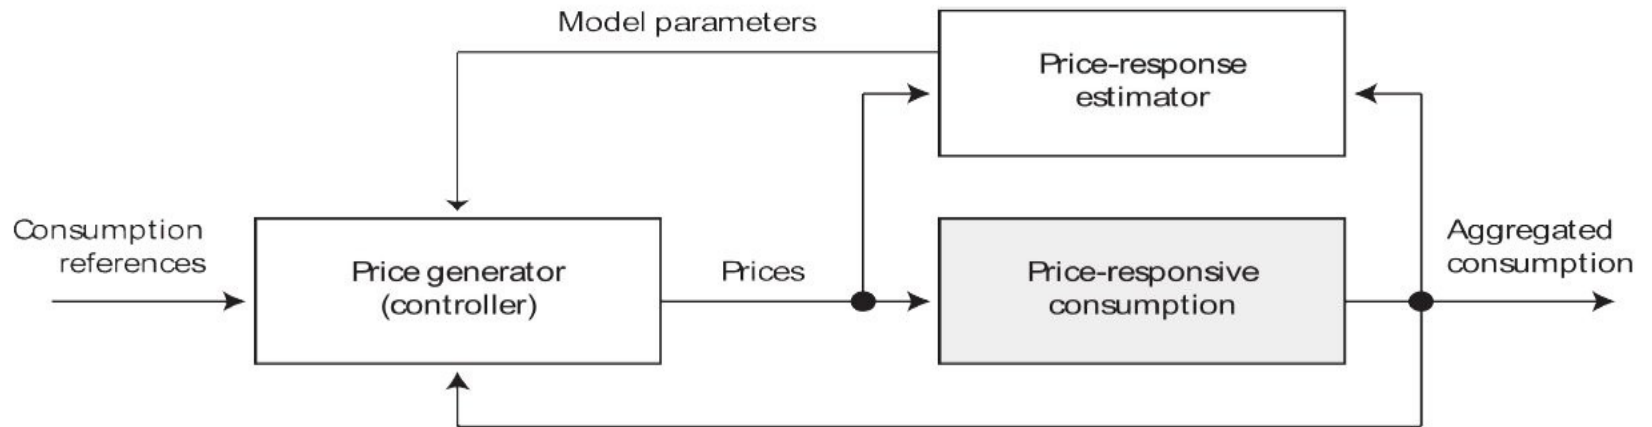 Model parameters
Price-response
estimator
Consumption
references
Price generator
(controller)
Prices
Price-responsive
consumption
Aggregated
consumption